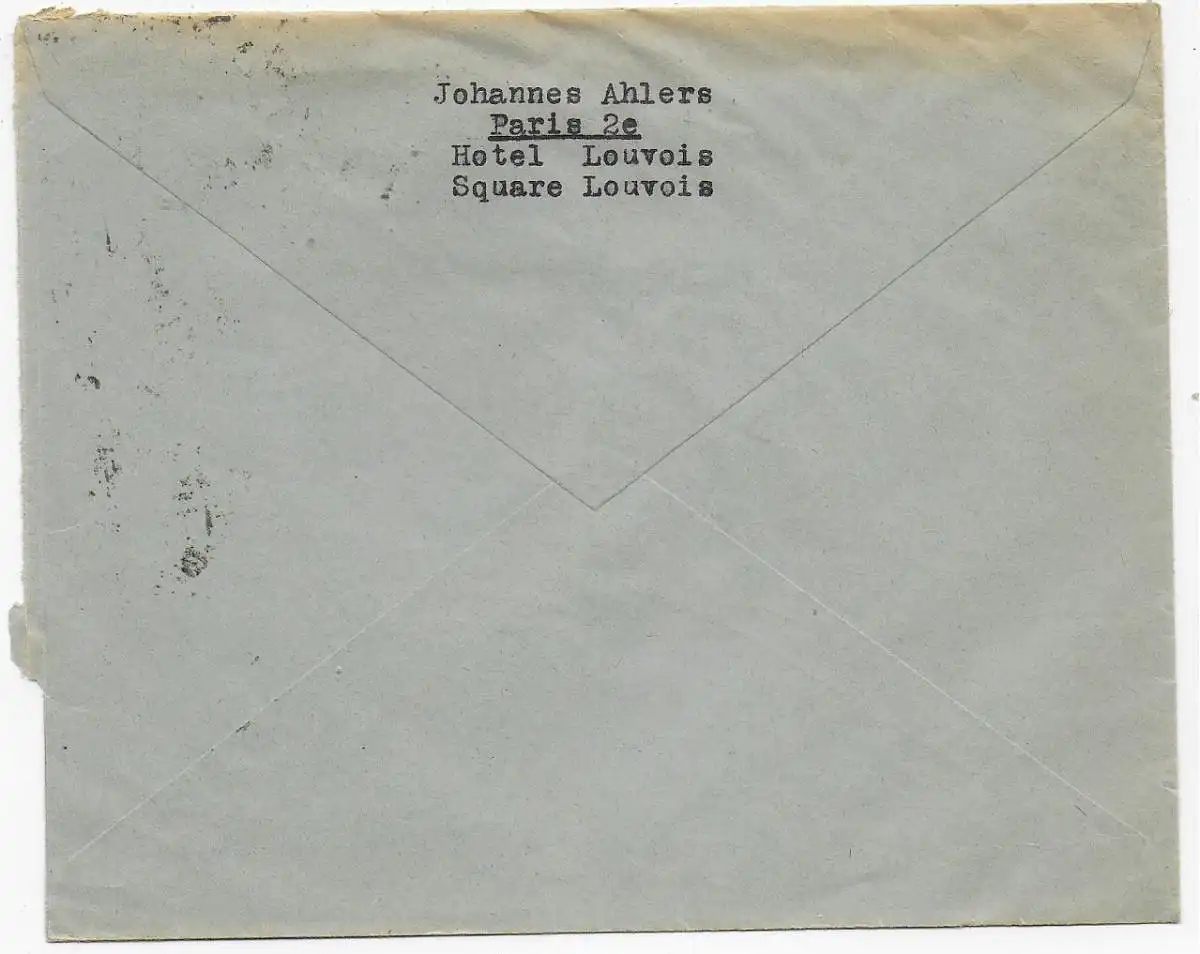 Johannes Ahlers
Paris 2e
Hotel Louvois
Square Louvois